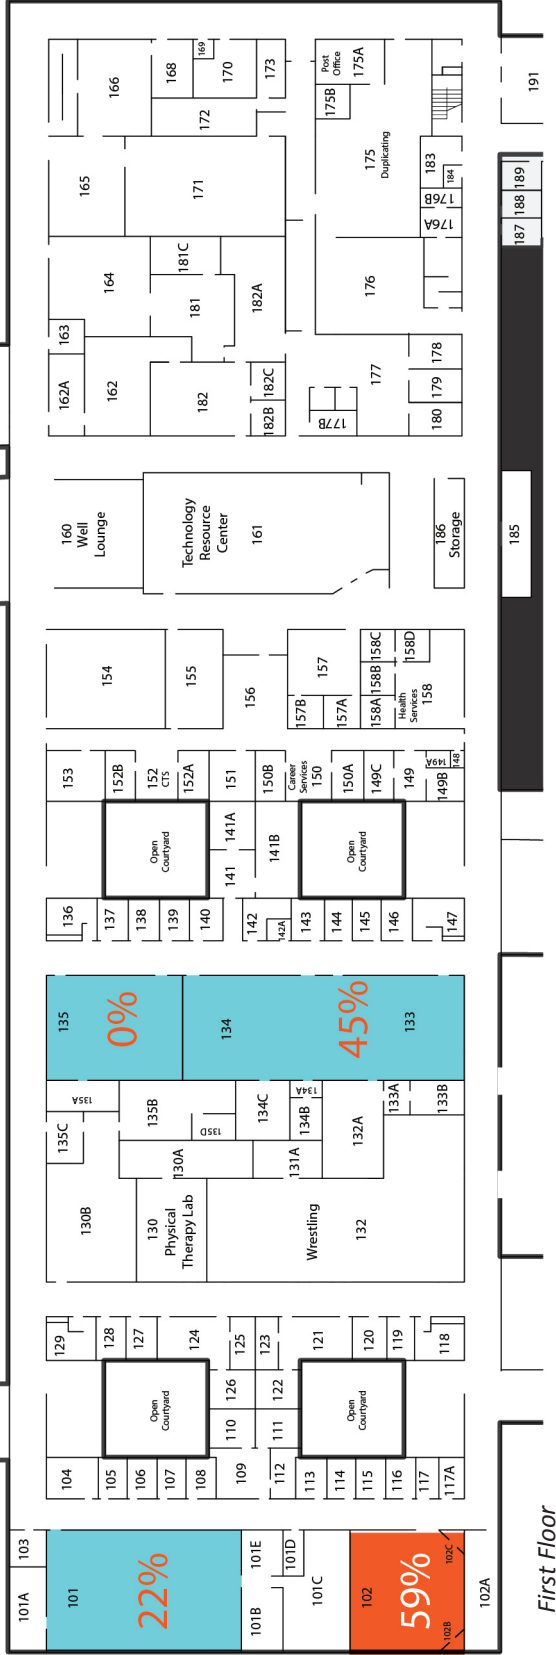 166
168
169
170
173
172
165
171
164
181C
181
182A
163
162A
162
182
182C
182B
Post
Office
175A
175B
175
Duplicating
183
184
176B
176A
176
177
178
179
180
177B
191
189
188
187
160
Well
Lounge
Technology
Resource
Center
161
186
Storage
185
154
155
156
157
157B
157A
158C
158B
158A
158D
Health
Services
158
153
152B
152
CTS
152A
151
150B
Career
Services
150
150A
149C
149
149A
148
149B
Open
Courtyard
141A
141
141B
Open
Courtyard
136
137
138
139
140
142
142A
143
144
145
146
147
135
0%
134
45%
133
135A
135C
135B
135D
134C
134A
134B
133A
133B
132A
130A
131A
130B
130
Physical
Therapy Lab
Wrestling
132
129
128
127
124
125
123
121
120
119
118
Open
Courtyard
126
122
110
111
Open
Courtyard
104
105
106
107
108
109
112
113
114
115
116
117
117A
103
101A
101
22%
101E
101D
101B
101C
102
59%
102C
102B
102A
First Floor